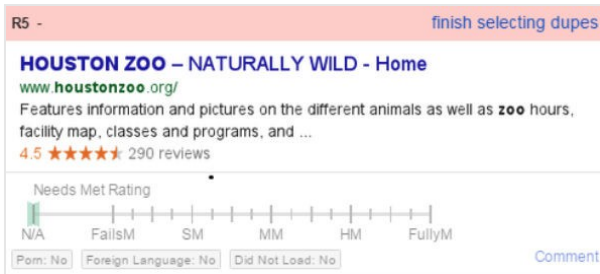 R5 - finish selecting dupes
HOUSTON ZOO – NATURALLY WILD - Home
www.houstonzoo.org/
Features information and pictures on the different animals as well as zoo hours,
facility map, classes and programs, and ...
4.5 ★★★★★ 290 reviews
Needs Met Rating
N/A FailsM SM MM HM FullyM
Porn: No Foreign Language: No Did Not Load: No Comment